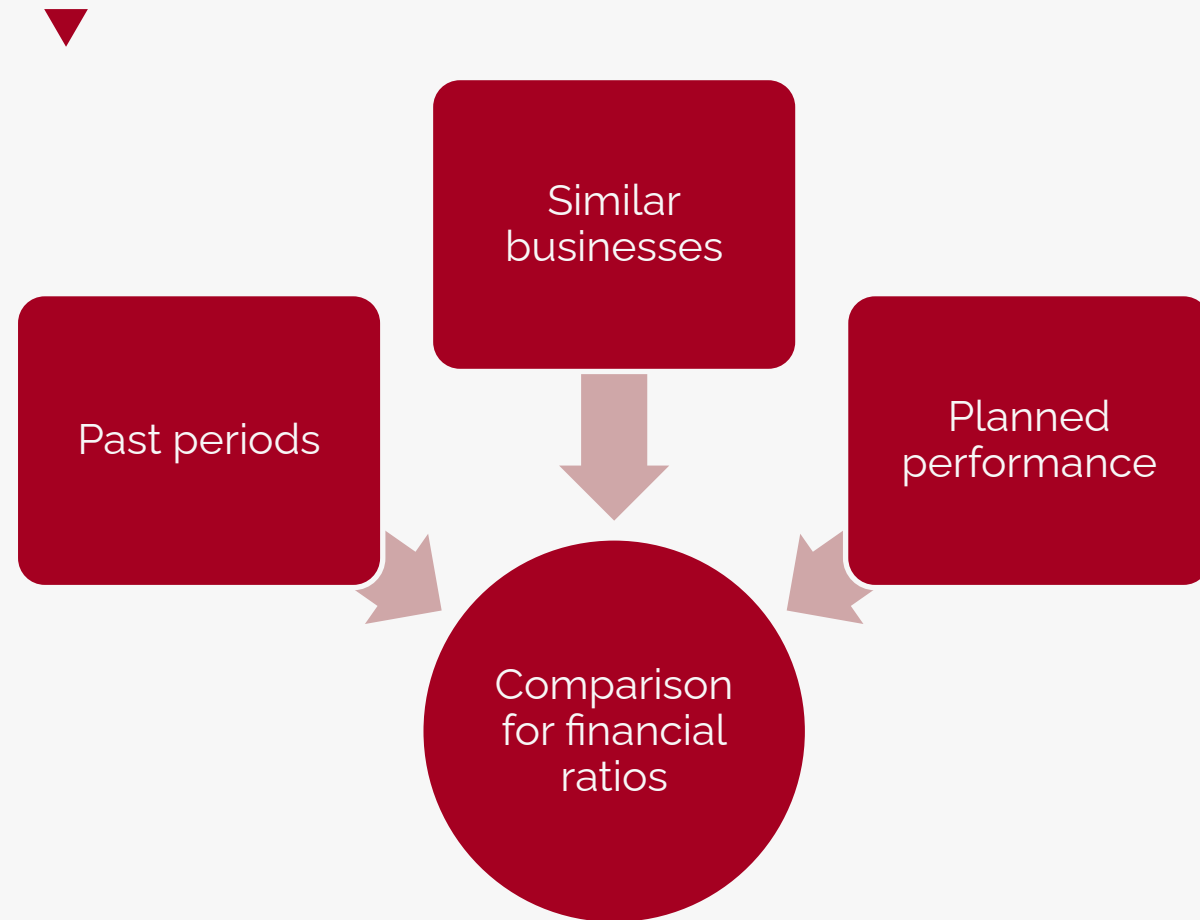 Similar
businesses
Past periods
Planned
performance
Comparison
for financial
ratios